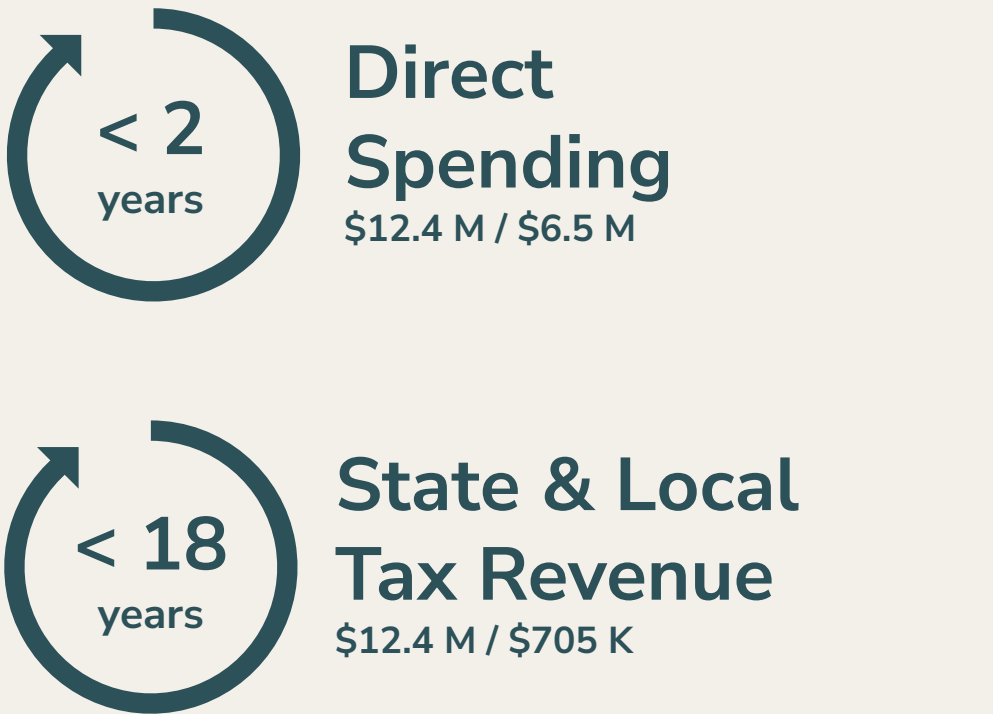 < 2
years
Direct
Spending
$12.4 M / $6.5 M
< 18
years
State & Local
Tax Revenue
$12.4 M / $705 K